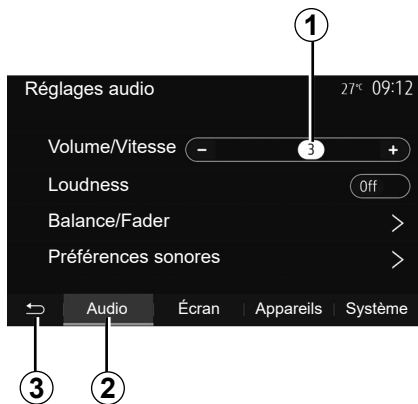 1
Réglages audio 27°C 09:12
Volume/Vitesse - 3 +
Loudness Off
Balance/Fader >
Préférences sonores >
Audio Écran Appareils Système
3 2